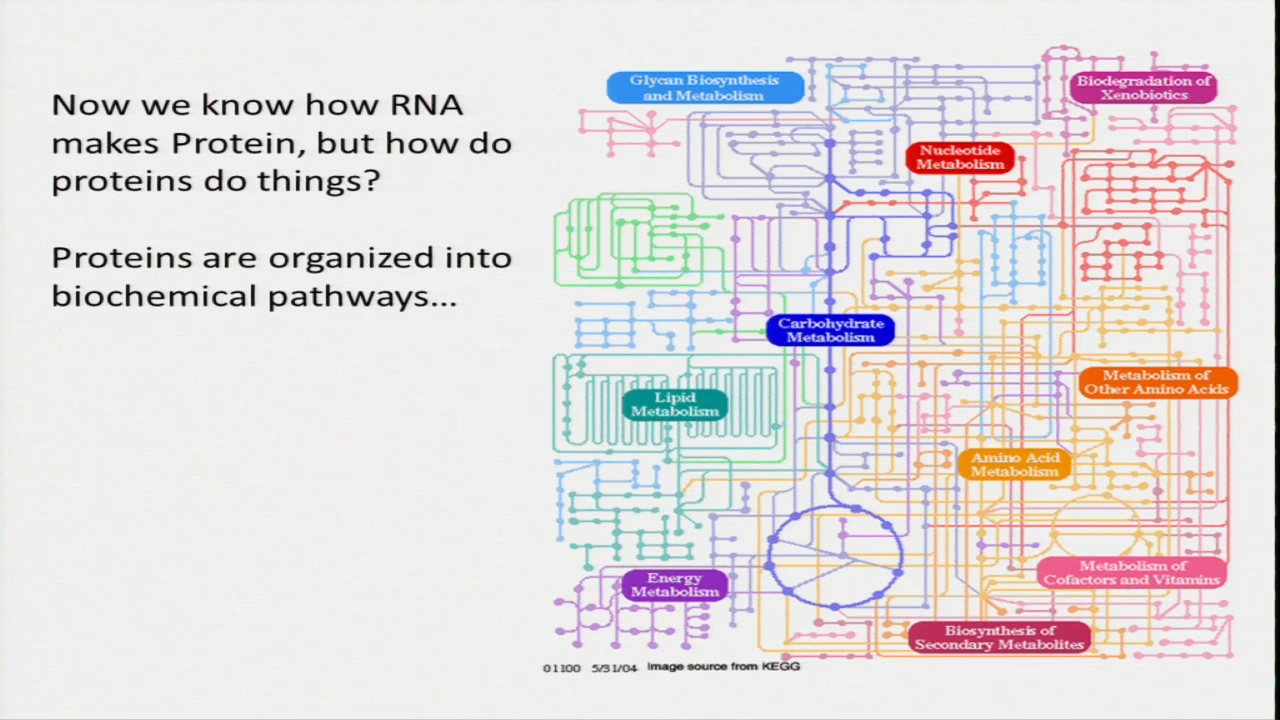 Now we know how RNA
makes Protein, but how do
proteins do things?
Proteins are organized into
biochemical pathways...
Glycan Biosynthesis
and Metabolism
Biodegradation of
Xenobiotics
Nucleotide
Metabolism
Carbohydrate
Metabolism
Metabolism of
Other Amino Acids
Lipid
Metabolism
Amino Acid
Metabolism
Metabolism of
Cofactors and Vitamins
Energy
Metabolism
Biosynthesis of
Secondary Metabolites
01100 5/31/04 Image source from KEGG